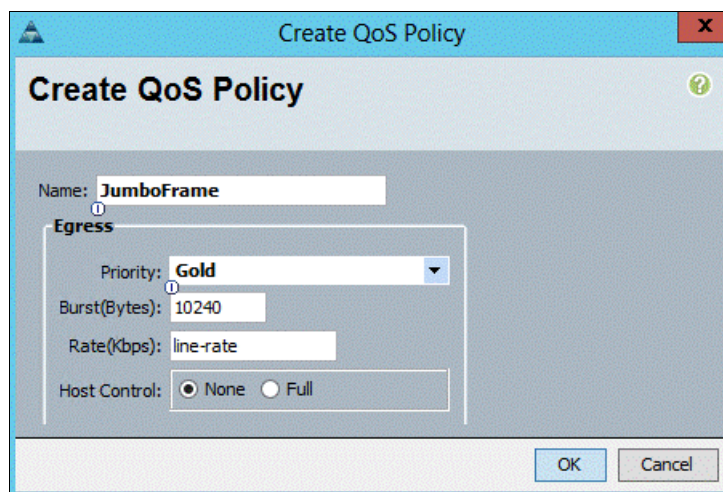 Create QoS Policy
Create QoS Policy
Name: JumboFrame
Egress
Priority: Gold
Burst(Bytes): 10240
Rate(Kbps): line-rate
Host Control: None Full
OK Cancel